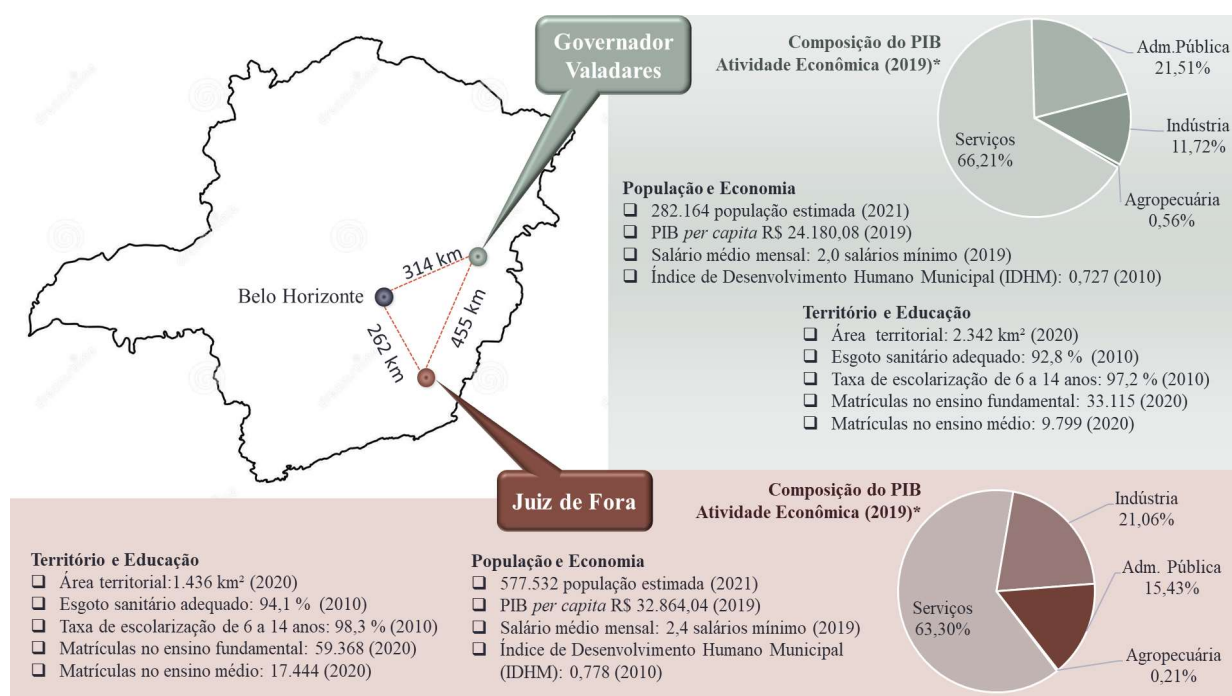 Governador
Valadares
Composição do PIB
Atividade Econômica (2019)*
Adm.Pública
21,51%
Indústria
11,72%
Serviços
66,21%
Agropecuária
0,56%
População e Economia
❑ 282.164 população estimada (2021)
❑ PIB per capita R$ 24.180,08 (2019)
❑ Salário médio mensal: 2,0 salários mínimo (2019)
❑ Índice de Desenvolvimento Humano Municipal (IDHM): 0,727 (2010)
Território e Educação
❑ Área territorial: 2.342 km² (2020)
❑ Esgoto sanitário adequado: 92,8 % (2010)
❑ Taxa de escolarização de 6 a 14 anos: 97,2 % (2010)
❑ Matrículas no ensino fundamental: 33.115 (2020)
❑ Matrículas no ensino médio: 9.799 (2020)
314 km
Belo Horizonte
262 km
455 km
Juiz de Fora
Composição do PIB
Atividade Econômica (2019)*
Indústria
21,06%
Adm. Pública
15,43%
Serviços
63,30%
Agropecuária
0,21%
Território e Educação
❑ Área territorial:1.436 km² (2020)
❑ Esgoto sanitário adequado: 94,1 % (2010)
❑ Taxa de escolarização de 6 a 14 anos: 98,3 % (2010)
❑ Matrículas no ensino fundamental: 59.368 (2020)
❑ Matrículas no ensino médio: 17.444 (2020)
População e Economia
❑ 577.532 população estimada (2021)
❑ PIB per capita R$ 32.864,04 (2019)
❑ Salário médio mensal: 2,4 salários mínimo (2019)
❑ Índice de Desenvolvimento Humano Municipal
(IDHM): 0,778 (2010)